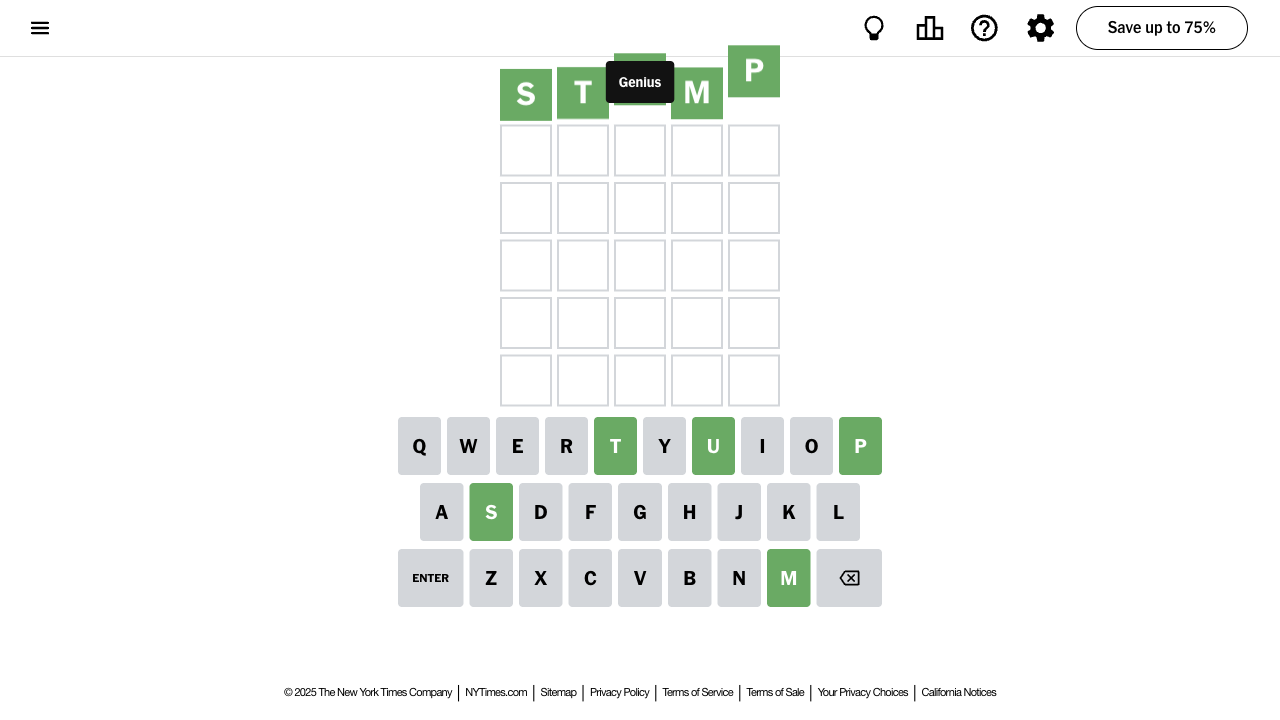 Save up to 75%
S T M P
Genius
Q W E R T Y U I O P
A S D F G H J K L
ENTER Z X C V B N M
© 2025 The New York Times Company | NYTimes.com | Sitemap | Privacy Policy | Terms of Service | Terms of Sale | Your Privacy Choices | California Notices